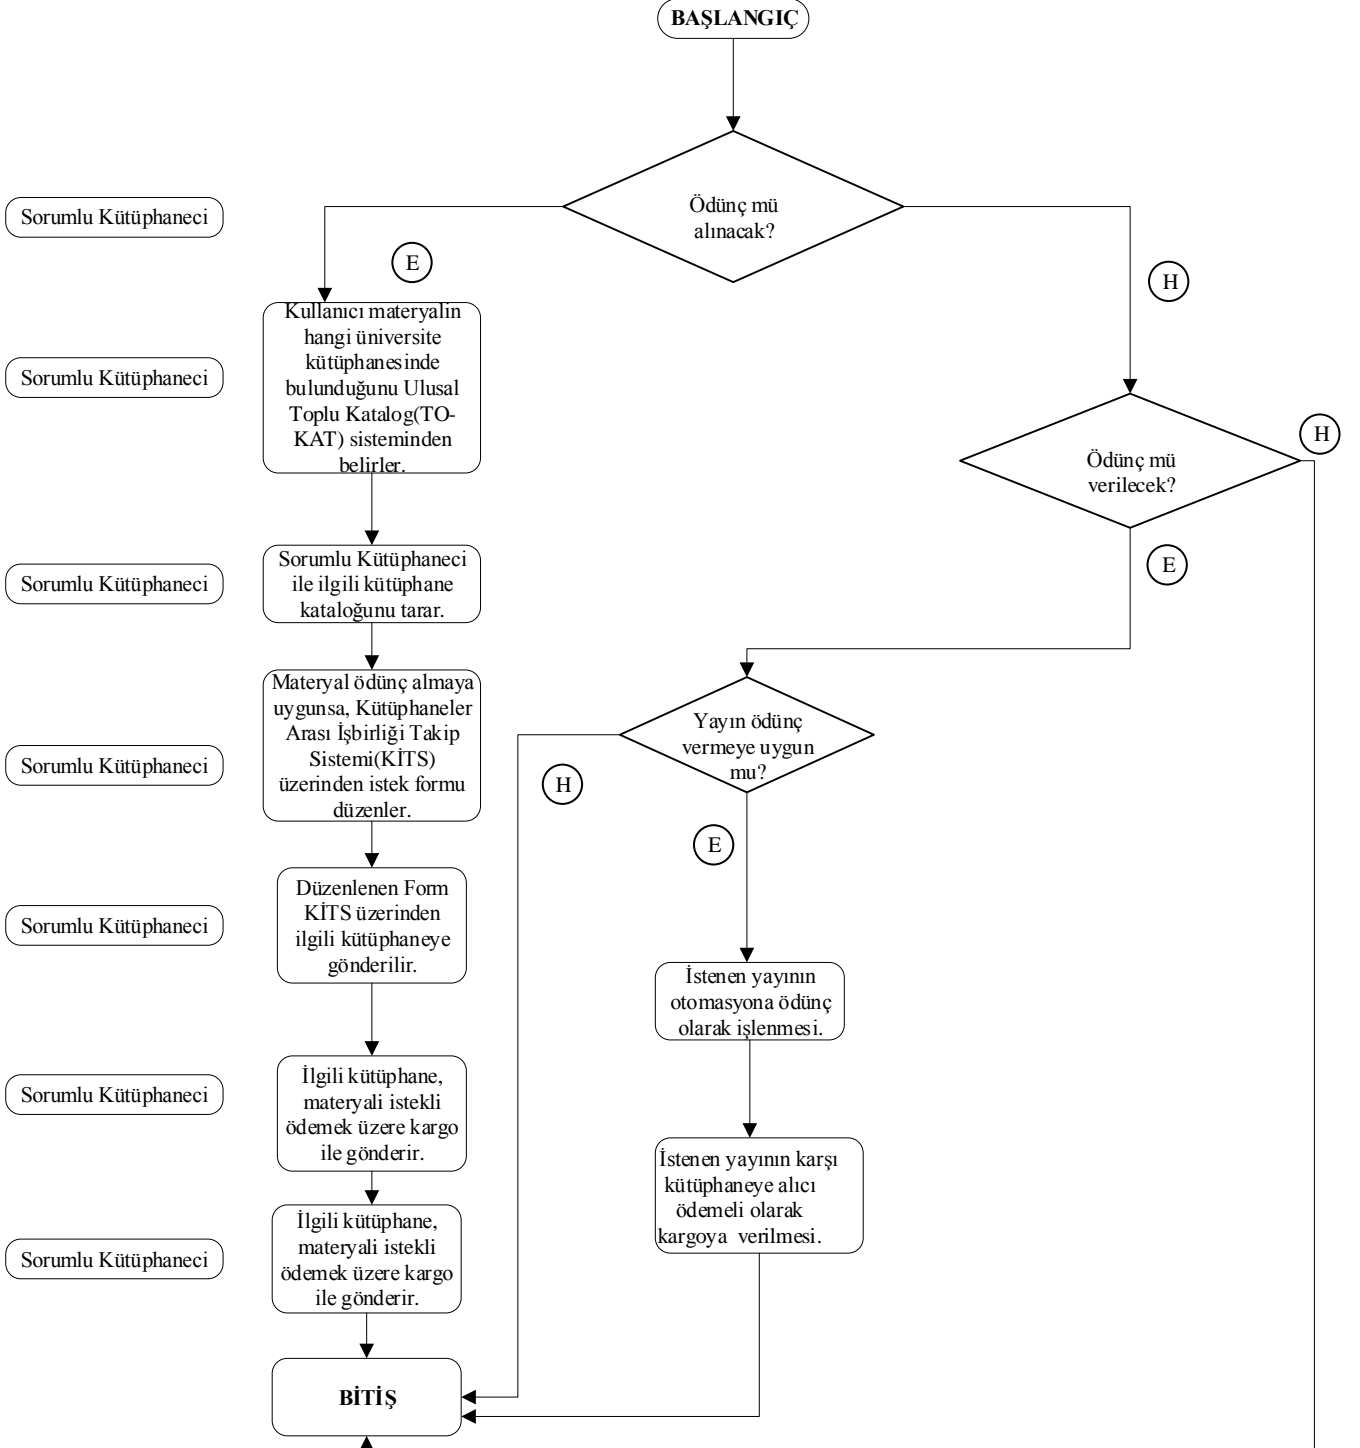 BAŞLANGIÇ
Sorumlu Kütüphaneci
Ödünç mü
alınacak?
E
H
Sorumlu Kütüphaneci
Kullanıcı materyalin
hangi üniversite
kütüphanesinde
bulunduğunu Ulusal
Toplu Katalog(TO-
KAT) sisteminden
belirler.
Ödünç mü
verilecek?
H
E
Sorumlu Kütüphaneci
Sorumlu Kütüphaneci
ile ilgili kütüphane
kataloğunu tarar.
Sorumlu Kütüphaneci
Materyal ödünç almaya
uygunsa, Kütüphaneler
Arası İşbirliği Takip
Sistemi(KİTS)
üzerinden istek formu
düzenler.
Yayın ödünç
vermeye uygun
mu?
H
E
Sorumlu Kütüphaneci
Düzenlenen Form
KİTS üzerinden
ilgili kütüphaneye
gönderilir.
İstenen yayının
otomasyona ödünç
olarak işlenmesi.
Sorumlu Kütüphaneci
İlgili kütüphane,
materyali istekli
ödemek üzere kargo
ile gönderir.
İstenen yayının karşı
kütüphaneye alıcı
ödemeli olarak
kargoya verilmesi.
Sorumlu Kütüphaneci
İlgili kütüphane,
materyali istekli
ödemek üzere kargo
ile gönderir.
BİTİŞ